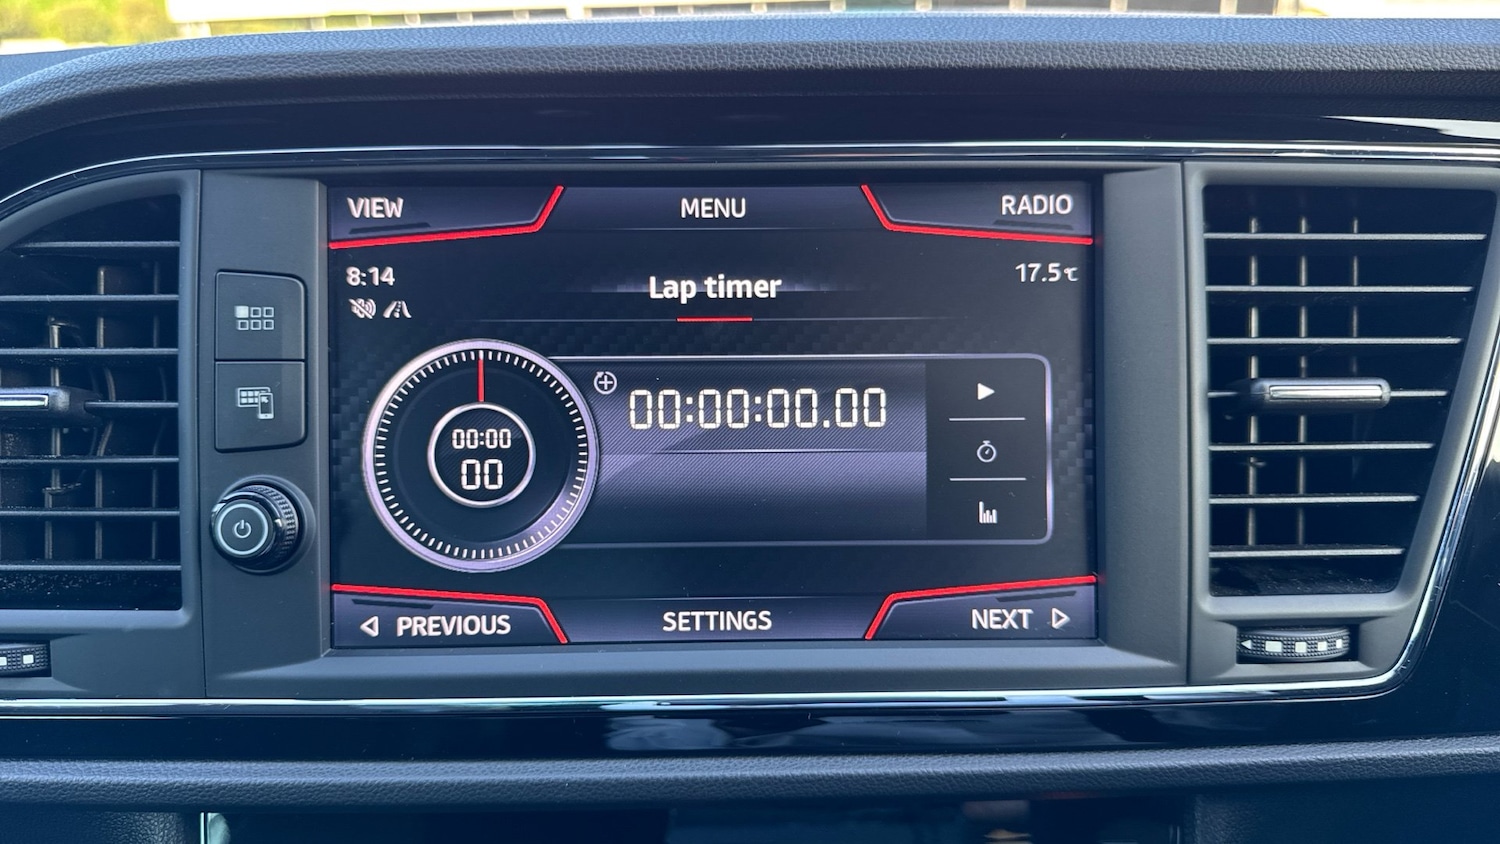 VIEW
MENU
RADIO
8:14
17.5℃
Lap timer
00:00:00.00
00:00
00
PREVIOUS
SETTINGS
NEXT